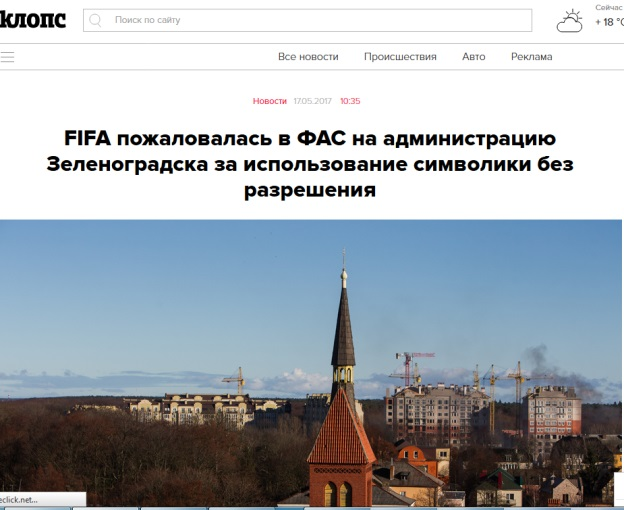 клопс
Поиск по сайту
Сейчас
+ 18 °C
Все новости Происшествия Авто Реклама
Новости 17.05.2017 10:35
FIFA пожаловалась в ФАС на администрацию
Зеленоградска за использование символики без
разрешения
eclick.net...